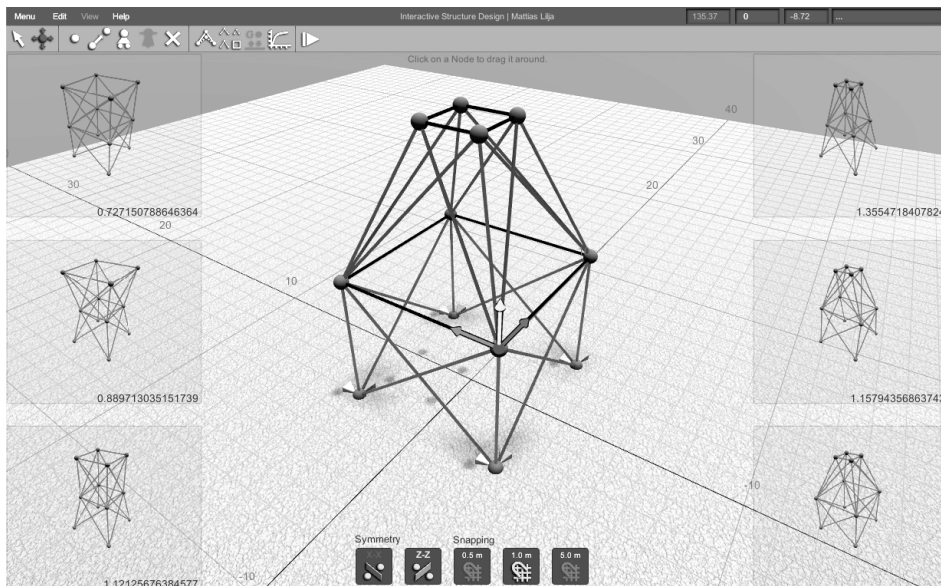 Menu Edit View Help
Interactive Structure Design | Mattias Lilja
135.37 0 -8.72 ...
Click on a Node to drag it around.
40
30
30
20
20
10
0.727150788646364
1.3554718407824
0.889713035151739
1.15794356863743
-10
-10
1.12125676384577
Symmetry Snapping
X-X Z-Z 0.5 m 1.0 m 5.0 m